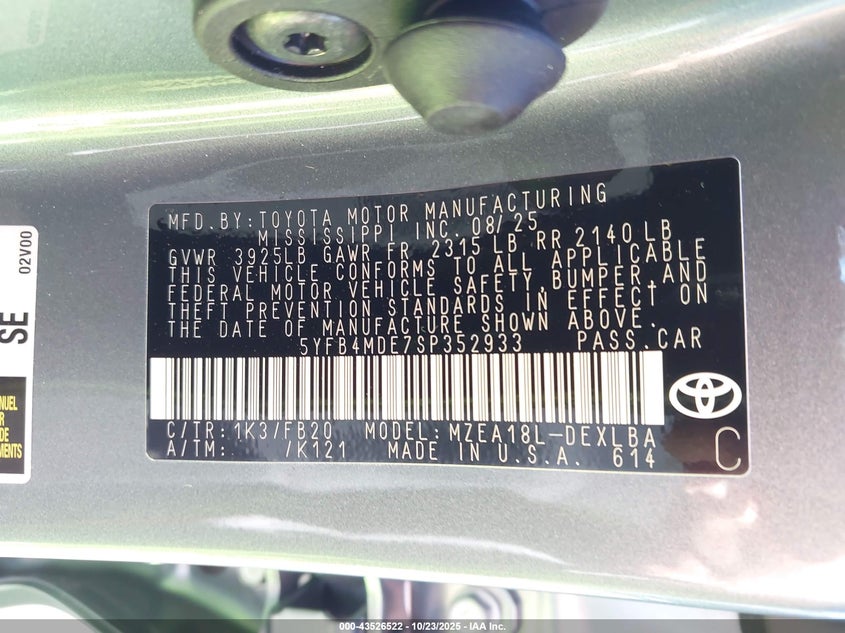 MFD.BY:TOYOTA MOTOR MANUFACTURING
MISSISSIPPI INC. 08/25
GVWR 3925LB GAWR FR 2315 LB RR 2140 LB
THIS VEHICLE CONFORMS TO ALL APPLICABLE
FEDERAL MOTOR VEHICLE SAFETY,BUMPER,AND
THEFT PREVENTION STANDARDS IN EFFECT ON
THE DATE OF MANUFACTURE SHOWN ABOVE.
5YFB4MDE7SP352933 PASS.CAR
C/TR:1K3/FB20 MODEL:MZEA18L-DEXLBA
A/TM: /K121 MADE IN U.S.A. 614
C
02V00
SE
000-43526522 - 10/23/2025 - IAA Inc.